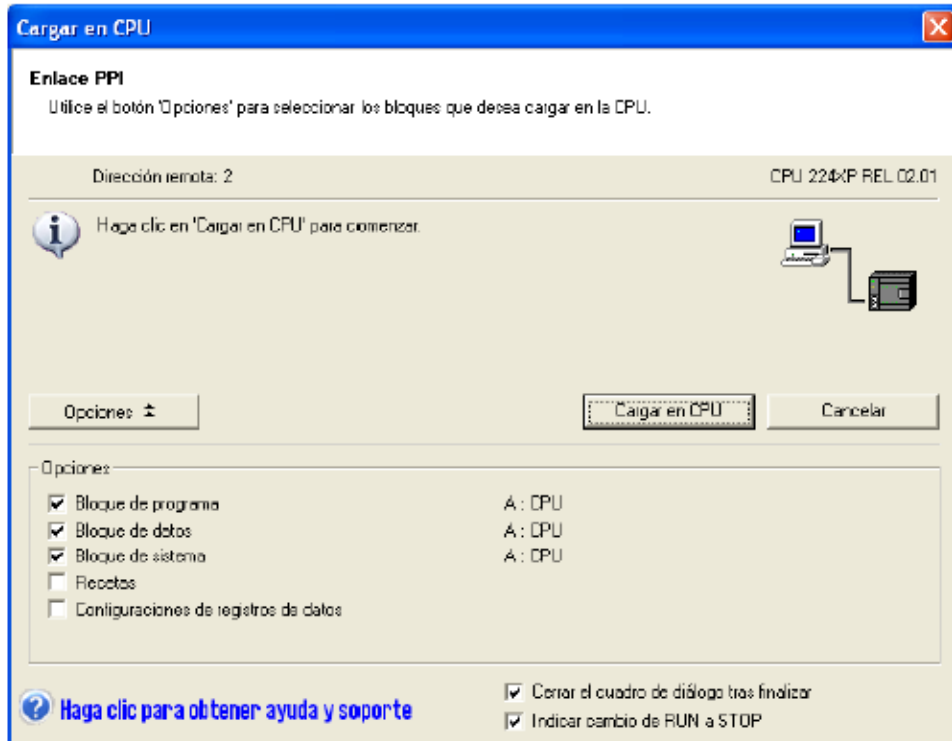 Cargar en CPU
Enlace PPI
Utilice el botón 'Opciones' para seleccionar los bloques que desea cargar en la CPU.
Dirección remota: 2 CPU 224XP REL 02.01
Haga clic en 'Cargar en CPU' para comenzar.
Opciones Cargar en CPU Cancelar
Opciones
Bloque de programa A : CPU
Bloque de datos A : CPU
Bloque de sistema A : CPU
Recetas
Configuraciones de registros de datos
Cerrar el cuadro de diálogo tras finalizar
Haga clic para obtener ayuda y soporte
Indicar cambio de RUN a STOP